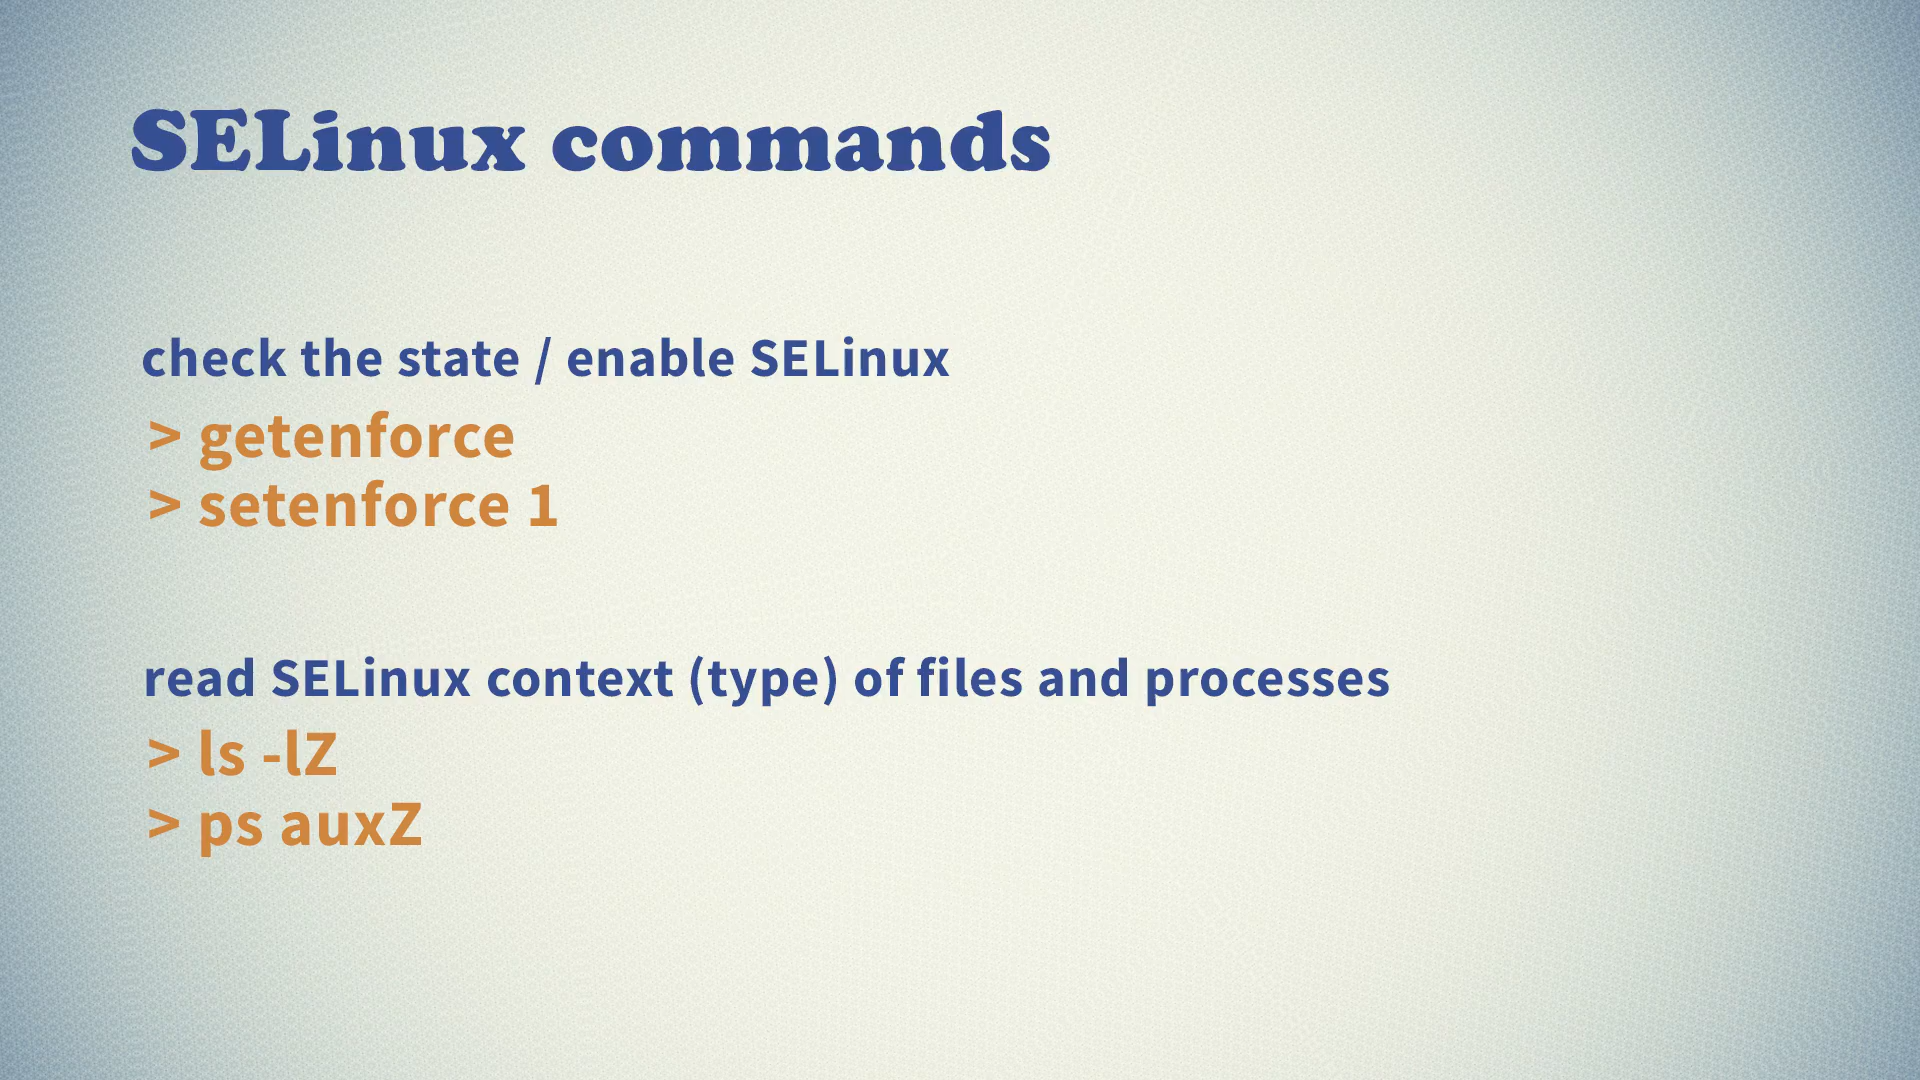 SELinux commands
check the state / enable SELinux
> getenforce
> setenforce 1
read SELinux context (type) of files and processes
> ls -lZ
> ps auxZ